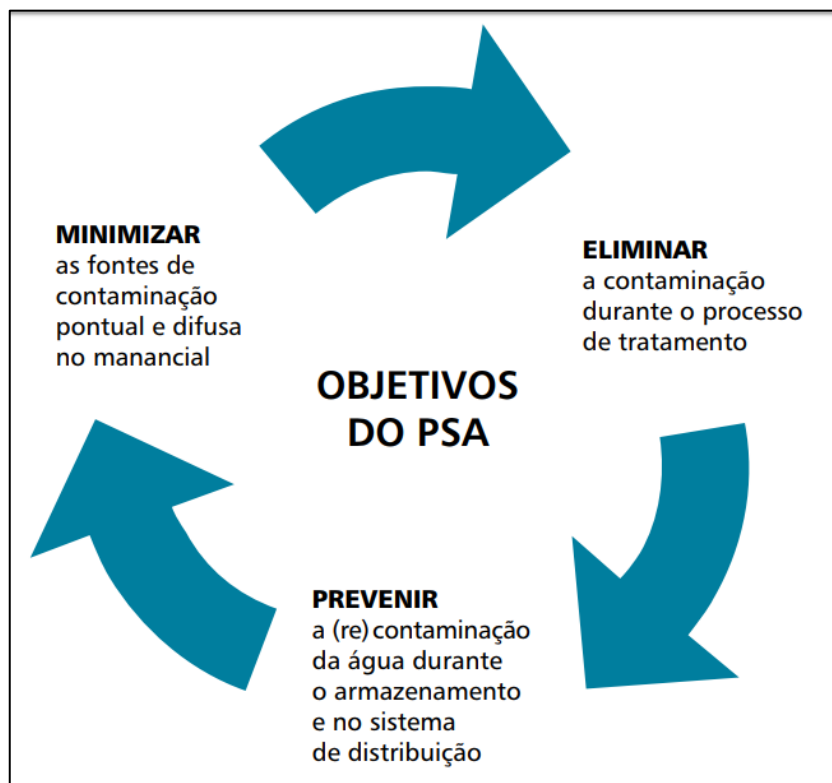 MINIMIZAR
as fontes de
contaminação
pontual e difusa
no manancial
ELIMINAR
a contaminação
durante o processo
de tratamento
OBJETIVOS
DO PSA
PREVENIR
a (re)contaminação
da água durante
o armazenamento
e no sistema
de distribuição